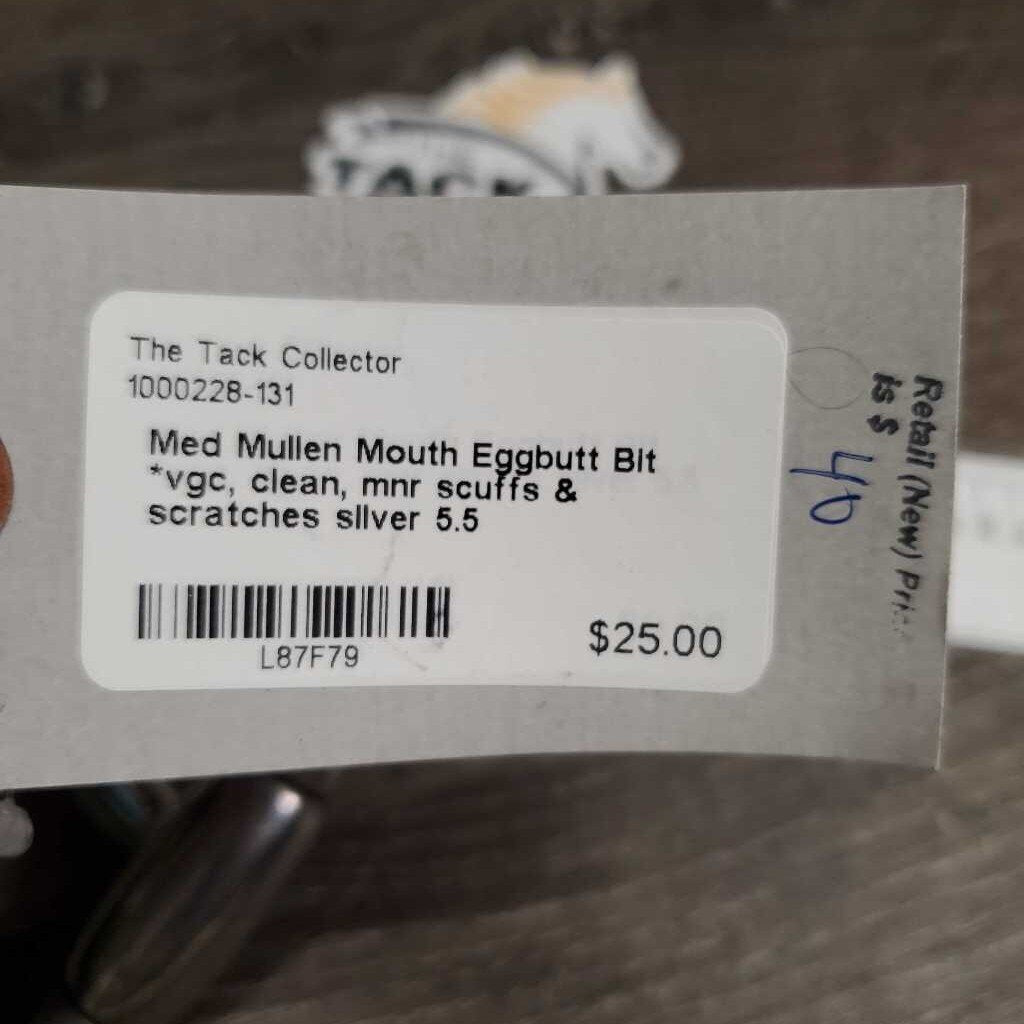 TACK
The Tack Collector
1000228-131
Med Mullen Mouth Eggbutt Bit
*vgc, clean, mnr scuffs &
scratches silver 5.5
L87F79
$25.00
Retail (New)
is $ 40